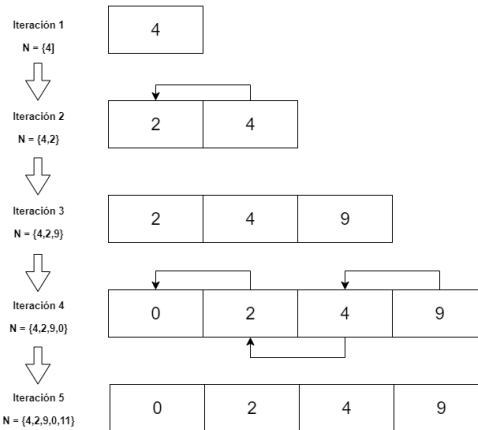 Iteración 1
N = {4]
4
Iteración 2
N = {4,2}
2 4
Iteración 3
N = {4,2,9}
2 4 9
Iteración 4
N = {4,2,9,0}
0 2 4 9
Iteración 5
N = {4,2,9,0,11}
0 2 4 9